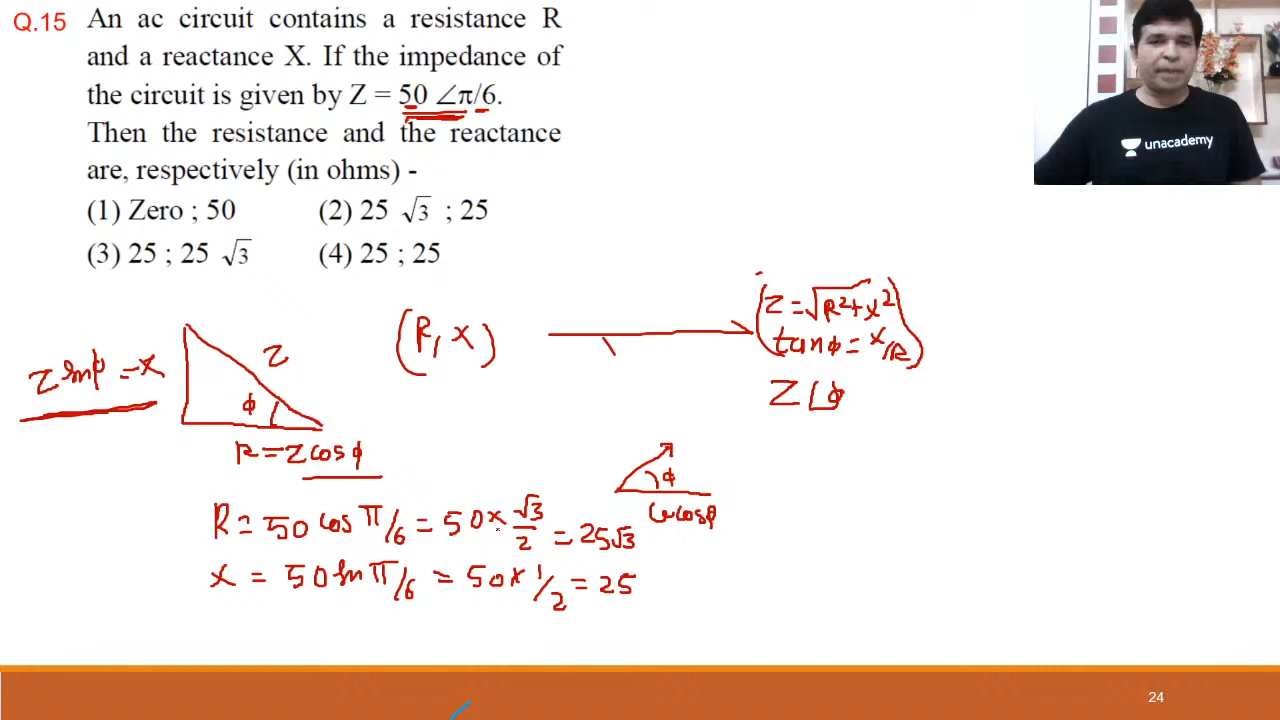 Q.15 An ac circuit contains a resistance R
and a reactance X. If the impedance of
the circuit is given by Z = 50 ∠π/6.
Then the resistance and the reactance
are, respectively (in ohms) -
(1) Zero ; 50 (2) 25 √3 ; 25
(3) 25 ; 25 √3 (4) 25 ; 25
unacademy
(R, X)
Z = √R²+X²
tanφ = X/R
Z∠φ
Z sinφ = X
Z
φ
R = Z cosφ
φ
R = 50 cos π/6 = 50 × √3/2 = 25√3
X = 50 sin π/6 = 50 × 1/2 = 25
24